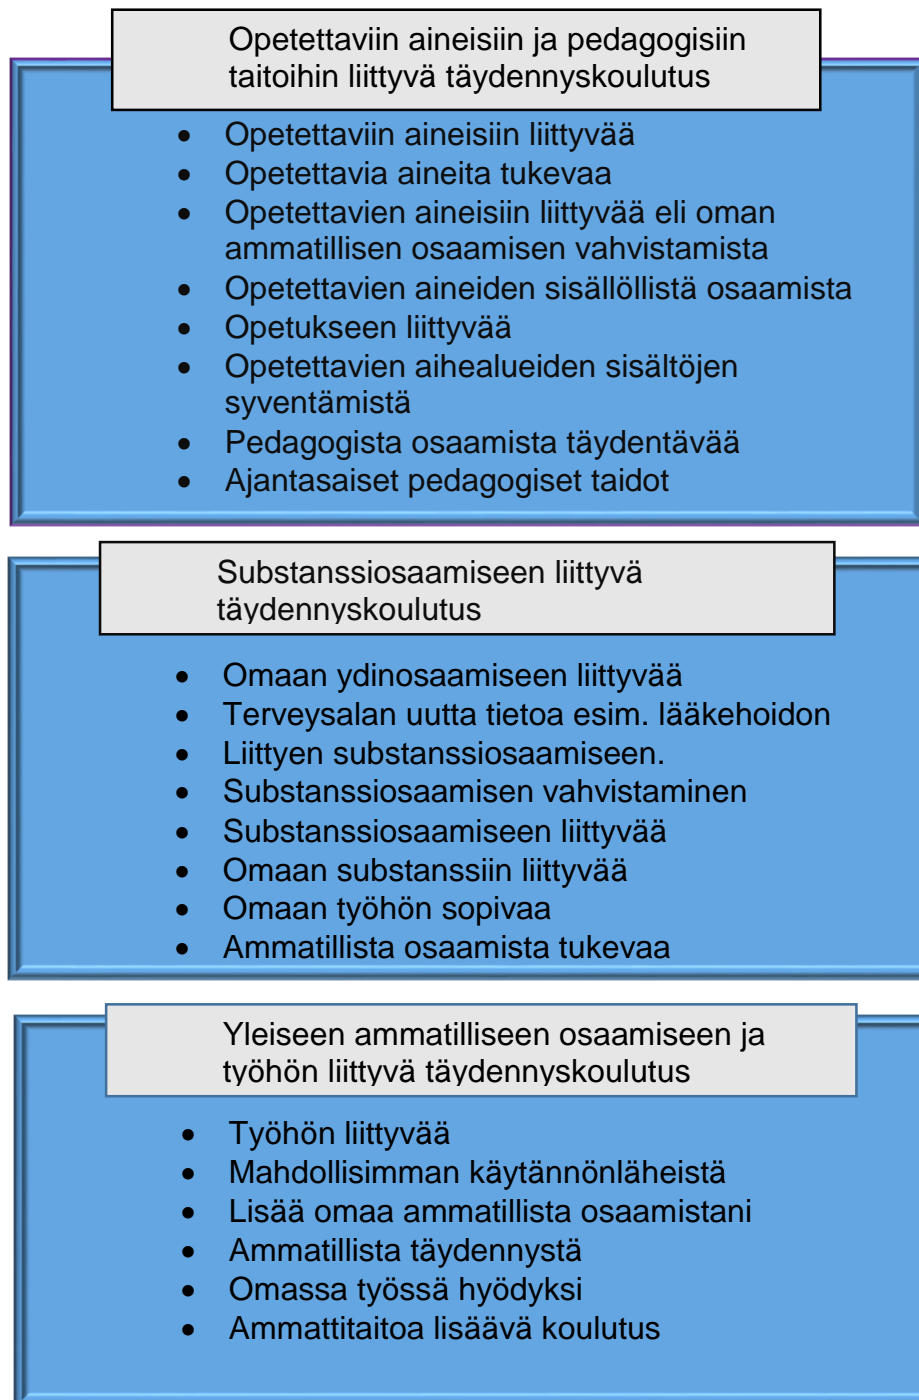 Opetettaviin aineisiin ja pedagogisiin
taitoihin liittyvä täydennyskoulutus
• Opetettaviin aineisiin liittyvää
• Opetettavia aineita tukevaa
• Opetettavien aineisiin liittyvää eli oman
ammatillisen osaamisen vahvistamista
• Opetettavien aineiden sisällöllistä osaamista
• Opetukseen liittyvää
• Opetettavien aihealueiden sisältöjen
syventämistä
• Pedagogista osaamista täydentävää
• Ajantasaiset pedagogiset taidot
Substanssiosaamiseen liittyvä
täydennyskoulutus
• Omaan ydinosaamiseen liittyvää
• Terveysalan uutta tietoa esim. lääkehoidon
• Liittyen substanssiosaamiseen.
• Substanssiosaamisen vahvistaminen
• Substanssiosaamiseen liittyvää
• Omaan substanssiin liittyvää
• Omaan työhön sopivaa
• Ammatillista osaamista tukevaa
Yleiseen ammatilliseen osaamiseen ja
työhön liittyvä täydennyskoulutus
• Työhön liittyvää
• Mahdollisimman käytännönläheistä
• Lisää omaa ammatillista osaamistani
• Ammatillista täydennystä
• Omassa työssä hyödyksi
• Ammattitaitoa lisäävä koulutus